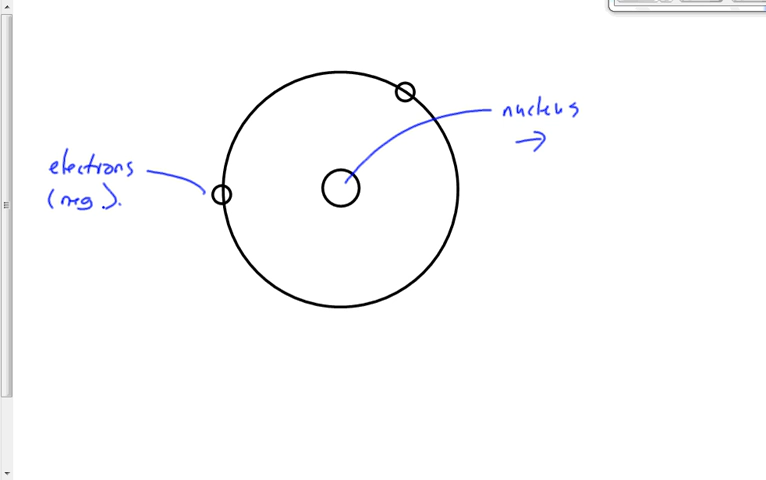 nucleus
→
electrons
(neg.).